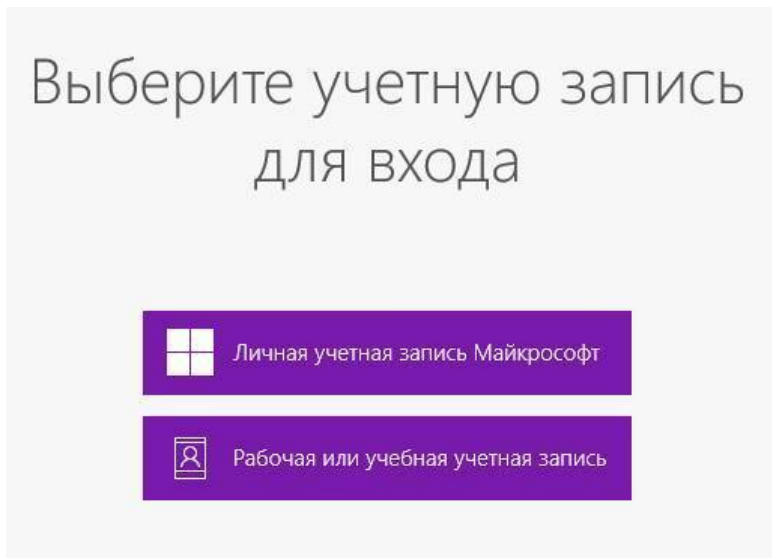 Выберите учетную запись
для входа
Личная учетная запись Майкрософт
Рабочая или учебная учетная запись